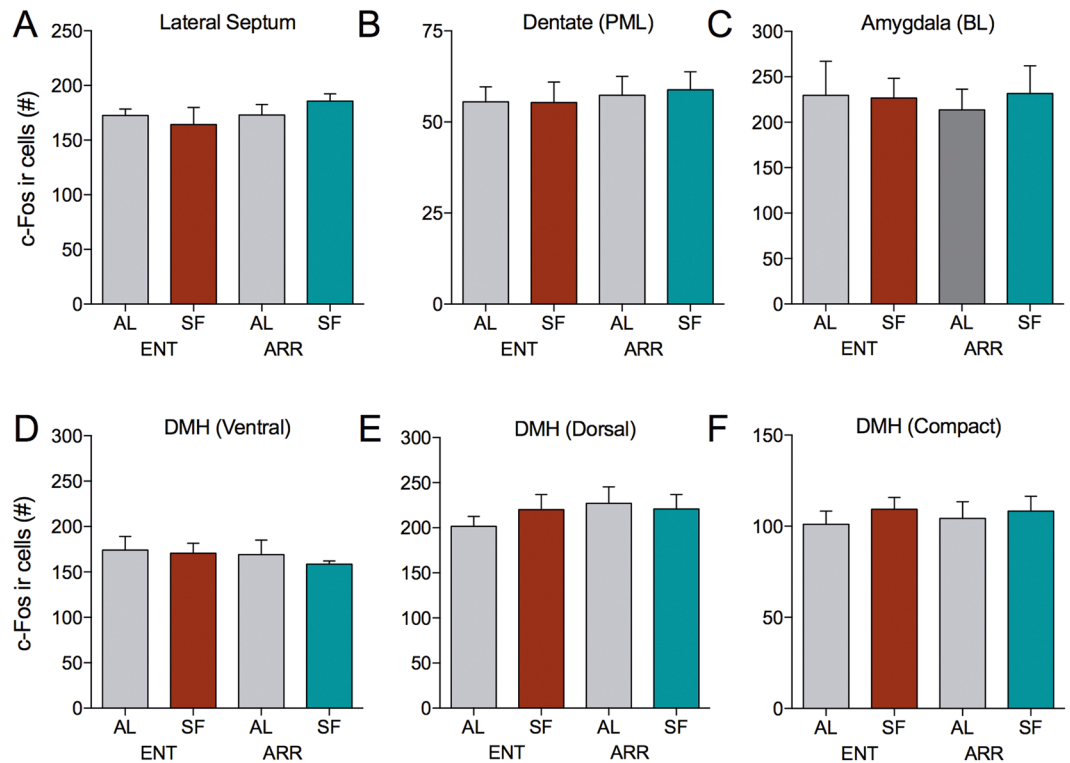 A
Lateral Septum
c-Fos ir cells (#)
250
200
150
100
50
0
AL SF AL SF
ENT ARR
B
Dentate (PML)
75
50
25
0
AL SF AL SF
ENT ARR
C
Amygdala (BL)
300
250
200
150
100
50
0
AL SF AL SF
ENT ARR
D
DMH (Ventral)
c-Fos ir cells (#)
300
250
200
150
100
50
0
AL SF AL SF
ENT ARR
E
DMH (Dorsal)
300
250
200
150
100
50
0
AL SF AL SF
ENT ARR
F
DMH (Compact)
150
100
50
0
AL SF AL SF
ENT ARR